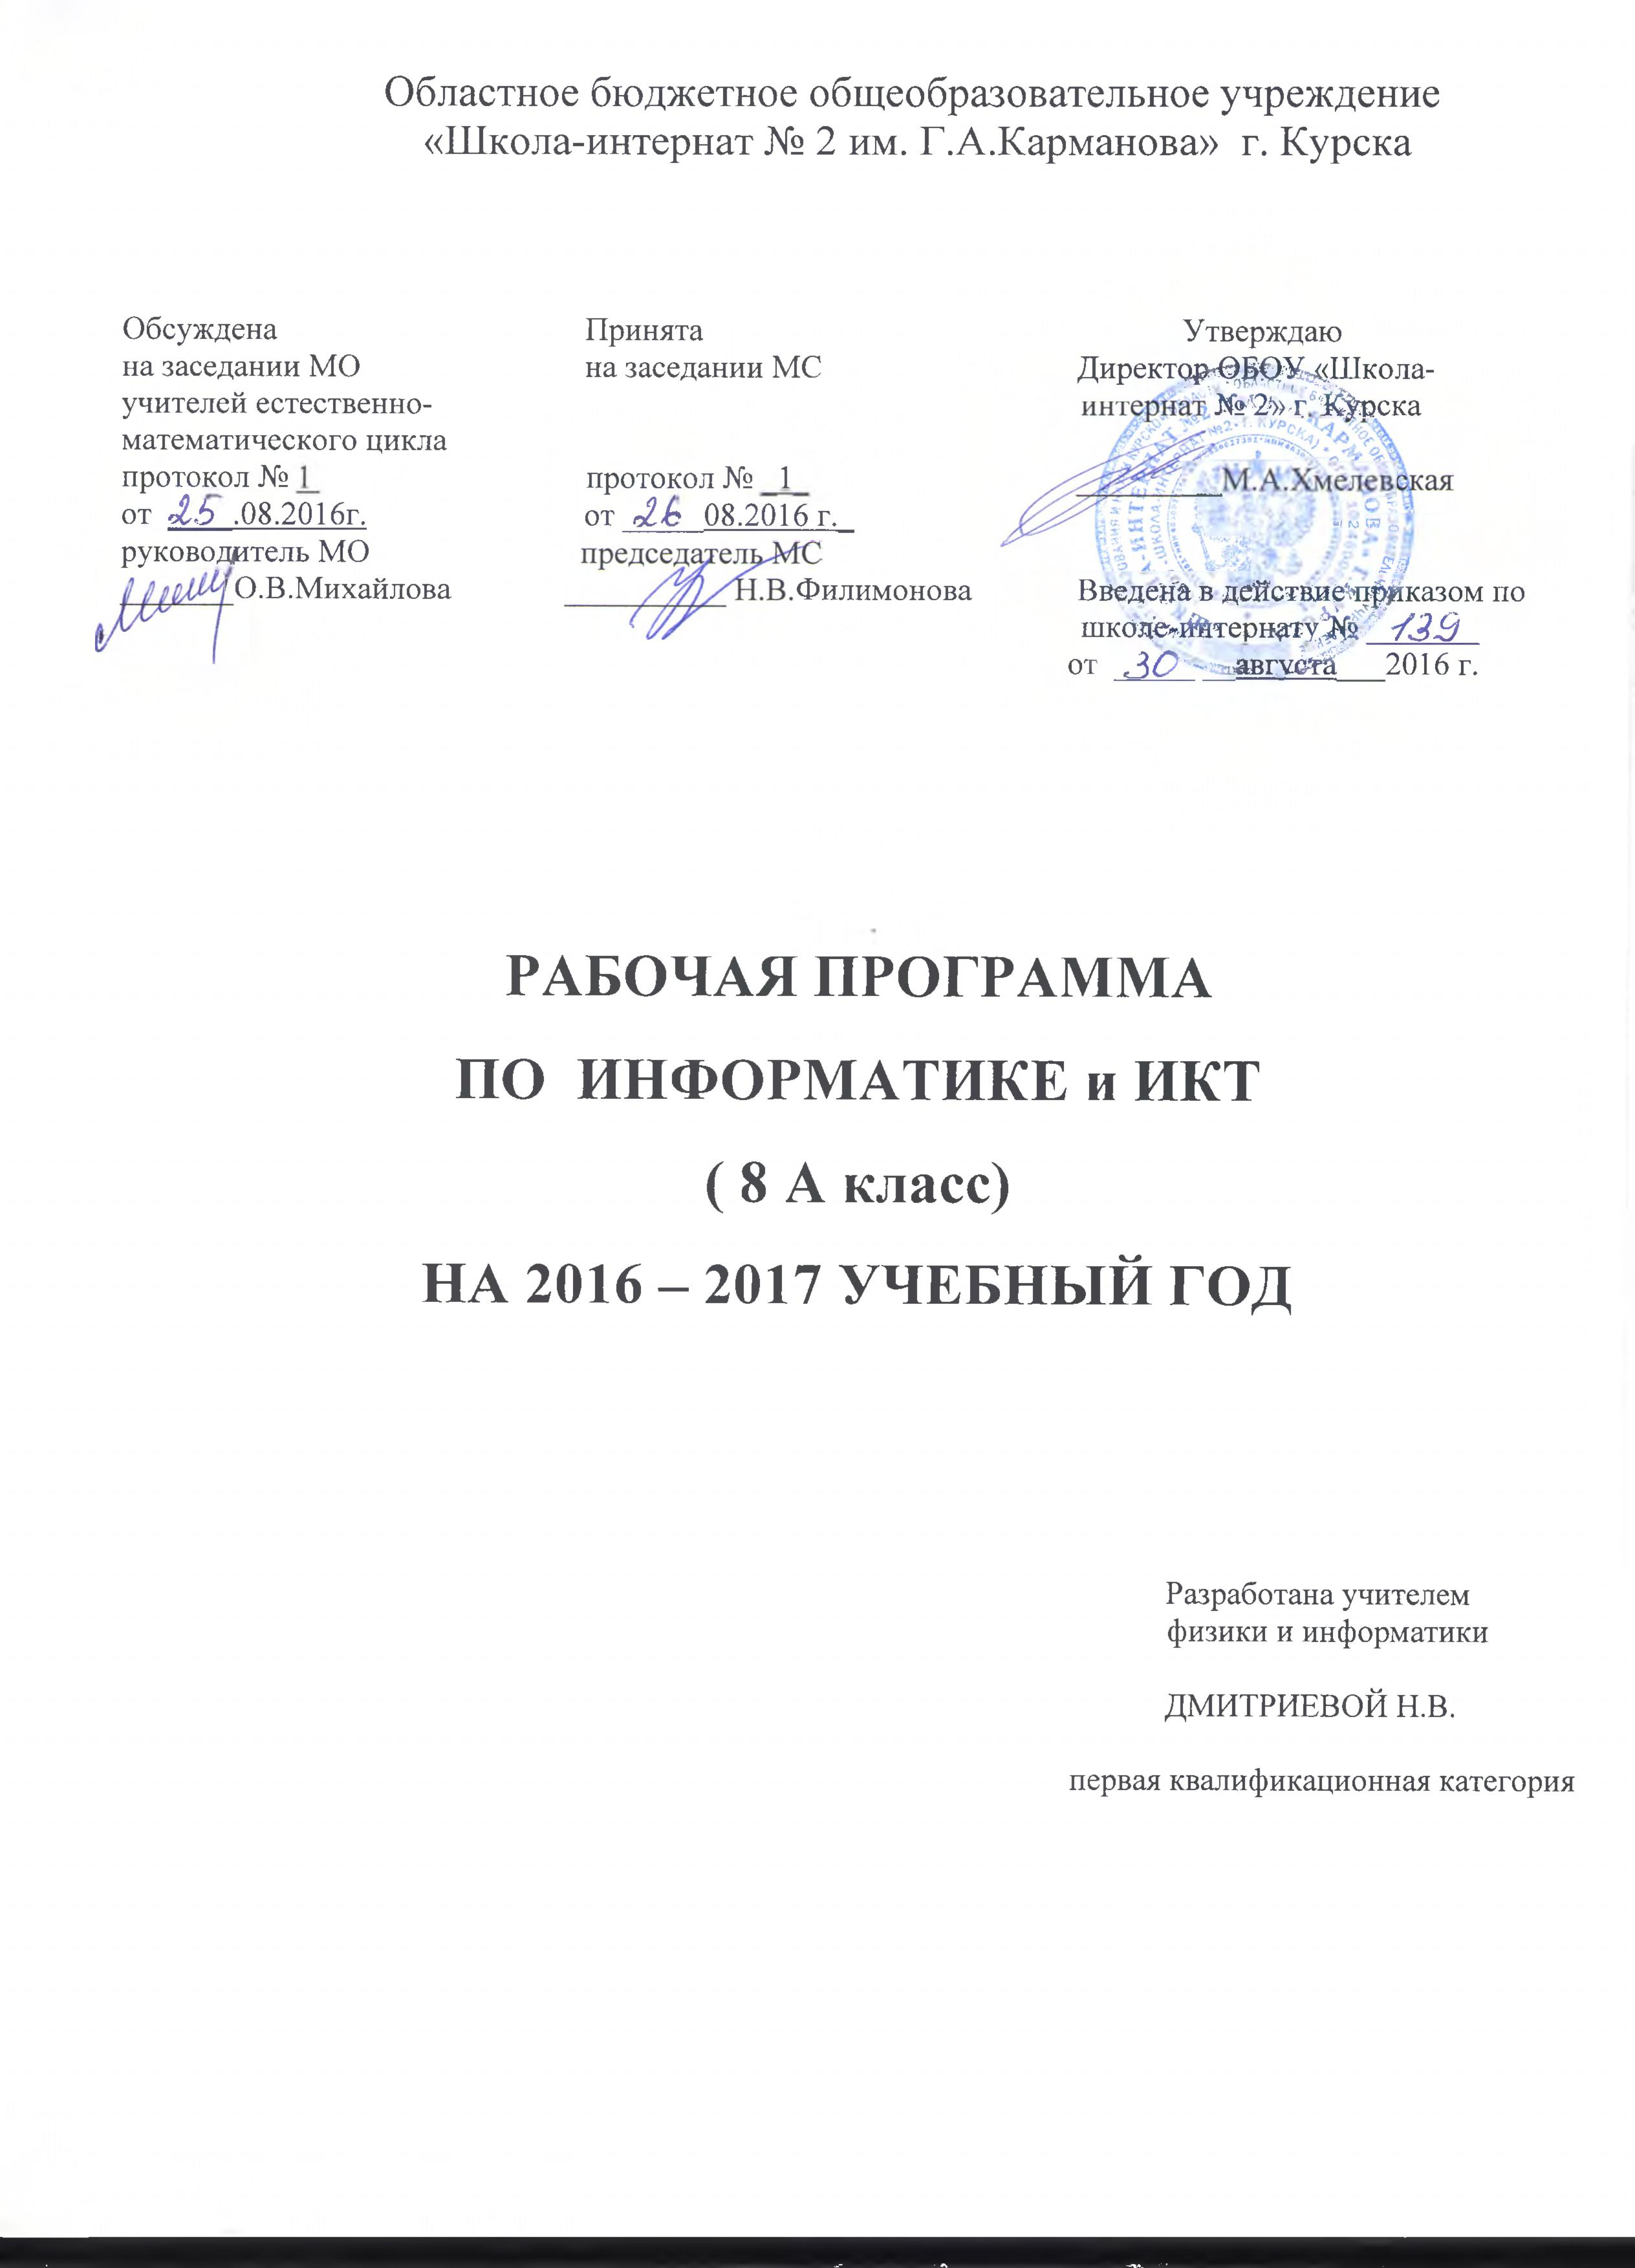 Областное бюджетное общеобразовательное учреждение
«Школа-интернат № 2 им. Г.А.Карманова» г. Курска
Обсуждена
на заседании МО
учителей естественно-
математического цикла
протокол № 1
от 25.08.2016г.
руководитель МО
О.В.Михайлова
Принята
на заседании МС
протокол № 1
от 26 08.2016 г.
председатель МС
Н.В.Филимонова
Утверждаю
Директор ОБОУ «Школа-
интернат № 2» г. Курска
М.А.Хмелевская
Введена в действие приказом по
школе-интернату № 139
от 30 августа 2016 г.
РАБОЧАЯ ПРОГРАММА
ПО ИНФОРМАТИКЕ и ИКТ
( 8 А класс)
НА 2016 – 2017 УЧЕБНЫЙ ГОД
Разработана учителем
физики и информатики
ДМИТРИЕВОЙ Н.В.
первая квалификационная категория